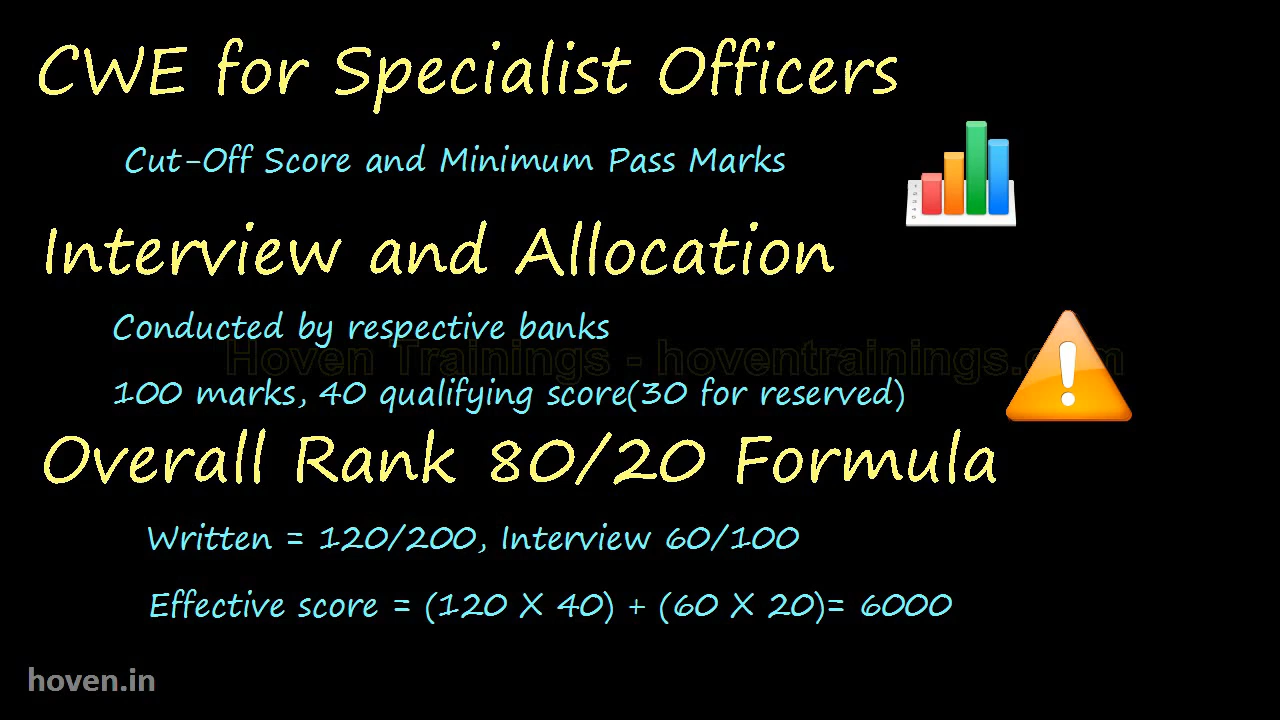 CWE for Specialist Officers
Cut-Off Score and Minimum Pass Marks
Interview and Allocation
Conducted by respective banks
Hoven Trainings - hoventrainings.com
100 marks, 40 qualifying score(30 for reserved)
Overall Rank 80/20 Formula
Written = 120/200, Interview 60/100
Effective score = (120 X 40) + (60 X 20)= 6000
hoven.in